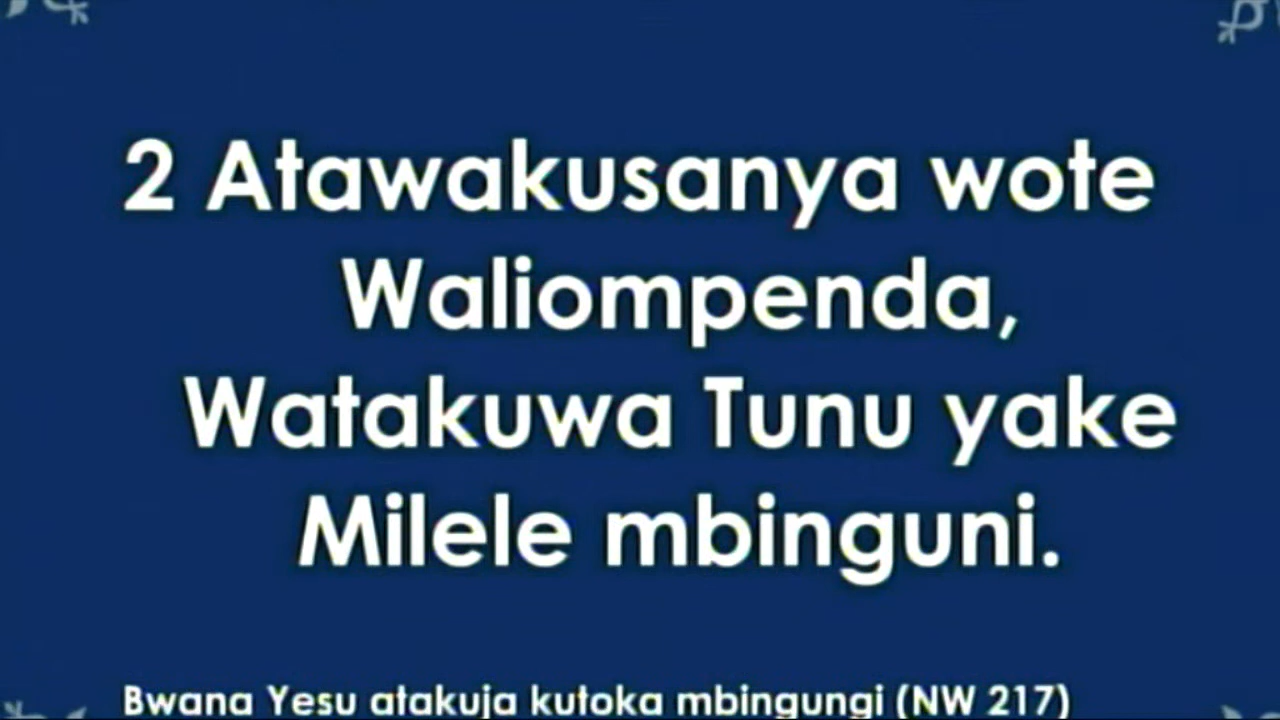 2 Atawakusanya wote
Waliompenda,
Watakuwa Tunu yake
Milele mbinguni.
Bwana Yesu atakuja kutoka mbingungi (NW 217)